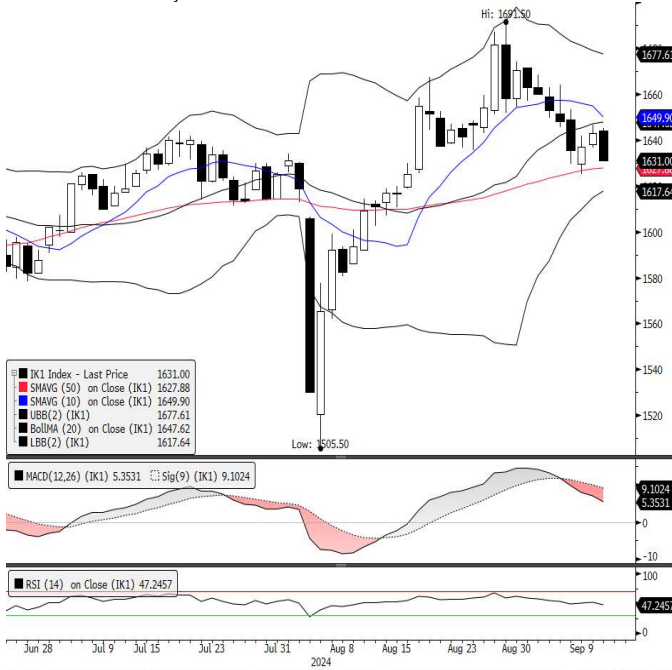 Hi: 1691.50
1677.61
1660
1649.90
1640
1631.00
1627.88
1617.64
1600
1580
1560
1540
1520
Low: 1505.50
IK1 Index - Last Price 1631.00
SMAVG (50) on Close (IK1) 1627.88
SMAVG (10) on Close (IK1) 1649.90
UBB(2) (IK1) 1677.61
BollMA (20) on Close (IK1) 1647.62
LBB(2) (IK1) 1617.64
MACD(12,26) (IK1) 5.3531 Sig(9) (IK1) 9.1024
9.1024
5.3531
0
-10
RSI (14) on Close (IK1) 47.2457
100
47.2457
0
Jun 28 Jul 9 Jul 15 Jul 23 Jul 31 Aug 8 Aug 15 Aug 23 Aug 30 Sep 9
2024